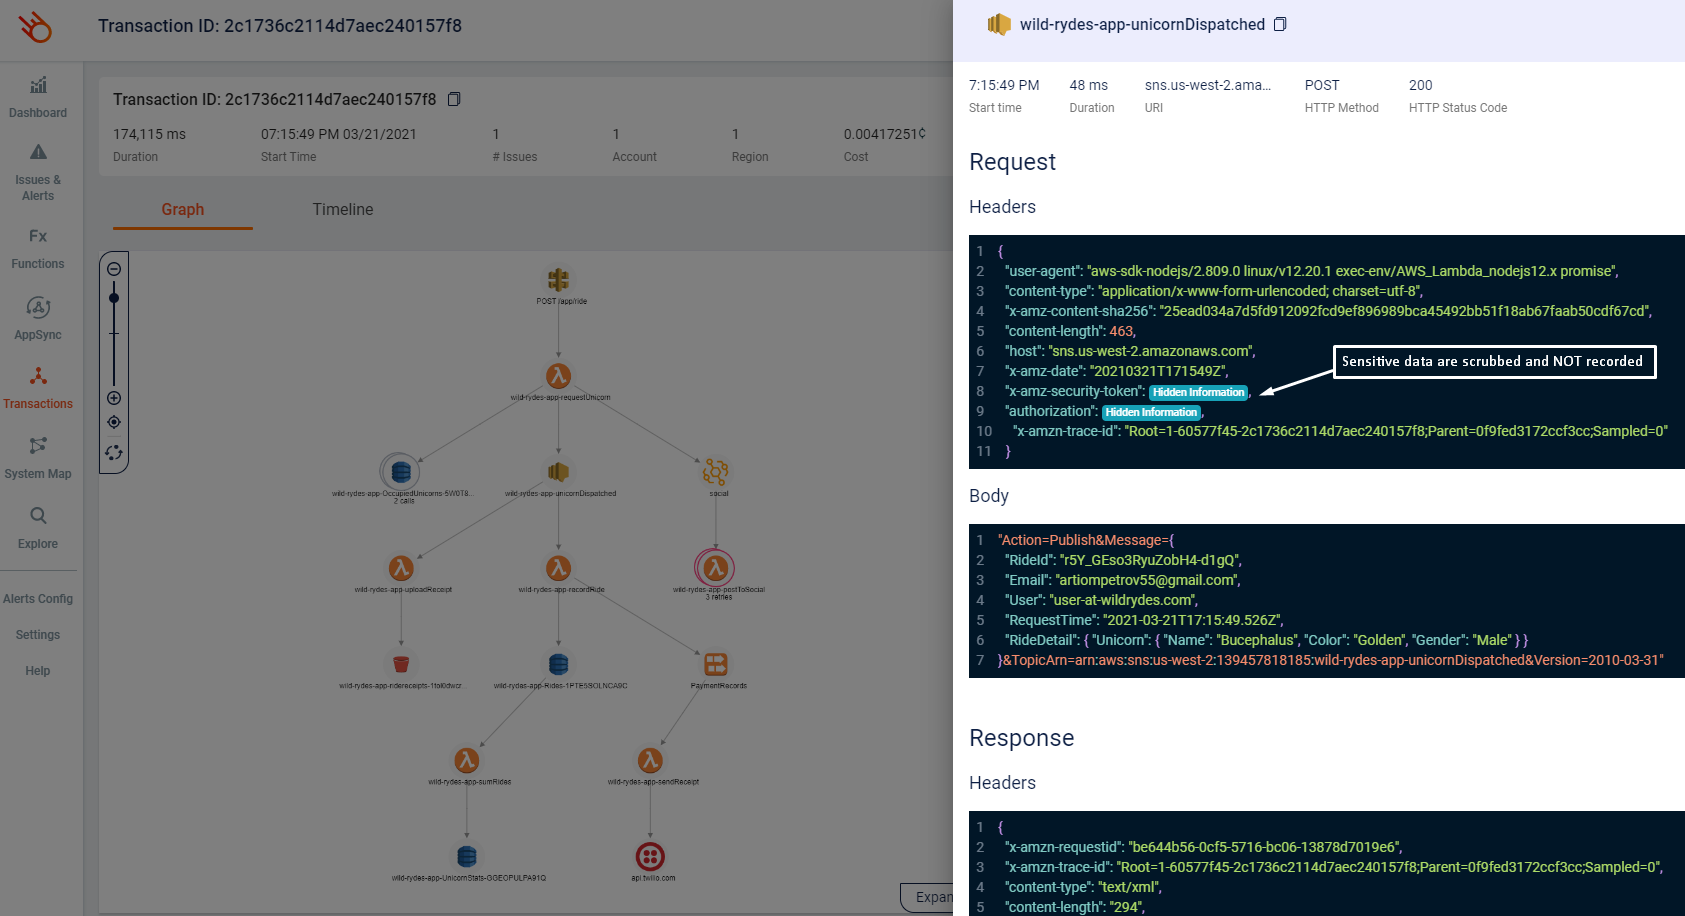 Transaction ID: 2c1736c2114d7aec240157f8
Dashboard
Issues &
Alerts
Fx
Functions
AppSync
Transactions
System Map
Explore
Alerts Config
Settings
Help
Transaction ID: 2c1736c2114d7aec240157f8
174,115 ms
07:15:49 PM 03/21/2021
1
1
1
0.00417251¢
Duration
Start Time
# Issues
Account
Region
Cost
Graph
Timeline
POST /app/ride
wild-rydes-app-requestUnicorn
wild-rydes-app-OccupiedUnicorns-5W0T8...
2 calls
wild-rydes-app-unicornDispatched
social
wild-rydes-app-uploadReceipt
wild-rydes-app-recordRide
wild-rydes-app-postToSocial
3 retries
wild-rydes-app-ridereceipts-1toi0dwcr...
wild-rydes-app-Rides-1PTE5SOLNCA9C
PaymentRecords
wild-rydes-app-sumRides
wild-rydes-app-sendReceipt
wild-rydes-app-UnicornStats-GGEOPULPA91Q
api.twilio.com
Expan
wild-rydes-app-unicornDispatched
7:15:49 PM
48 ms
sns.us-west-2.ama...
POST
200
Start time
Duration
URI
HTTP Method
HTTP Status Code
Request
Headers
1 {
2 "user-agent": "aws-sdk-nodejs/2.809.0 linux/v12.20.1 exec-env/AWS_Lambda_nodejs12.x promise",
3 "content-type": "application/x-www-form-urlencoded; charset=utf-8",
4 "x-amz-content-sha256": "25ead034a7d5fd912092fcd9ef896989bca45492bb51f18ab67faab50cdf67cd",
5 "content-length": 463,
6 "host": "sns.us-west-2.amazonaws.com",
7 "x-amz-date": "20210321T171549Z",
8 "x-amz-security-token": Hidden Information,
9 "authorization": Hidden Information,
10 "x-amzn-trace-id": "Root=1-60577f45-2c1736c2114d7aec240157f8;Parent=0f9fed3172ccf3cc;Sampled=0"
11 }
Sensitive data are scrubbed and NOT recorded
Body
1 "Action=Publish&Message={
2 "RideId": "r5Y_GEso3RyuZobH4-d1gQ",
3 "Email": "artiompetrov55@gmail.com",
4 "User": "user-at-wildrydes.com",
5 "RequestTime": "2021-03-21T17:15:49.526Z",
6 "RideDetail": { "Unicorn": { "Name": "Bucephalus", "Color": "Golden", "Gender": "Male" } }
7 }&TopicArn=arn:aws:sns:us-west-2:139457818185:wild-rydes-app-unicornDispatched&Version=2010-03-31"
Response
Headers
1 {
2 "x-amzn-requestid": "be644b56-0cf5-5716-bc06-13878d7019e6",
3 "x-amzn-trace-id": "Root=1-60577f45-2c1736c2114d7aec240157f8;Parent=0f9fed3172ccf3cc;Sampled=0",
4 "content-type": "text/xml",
5 "content-length": "294",